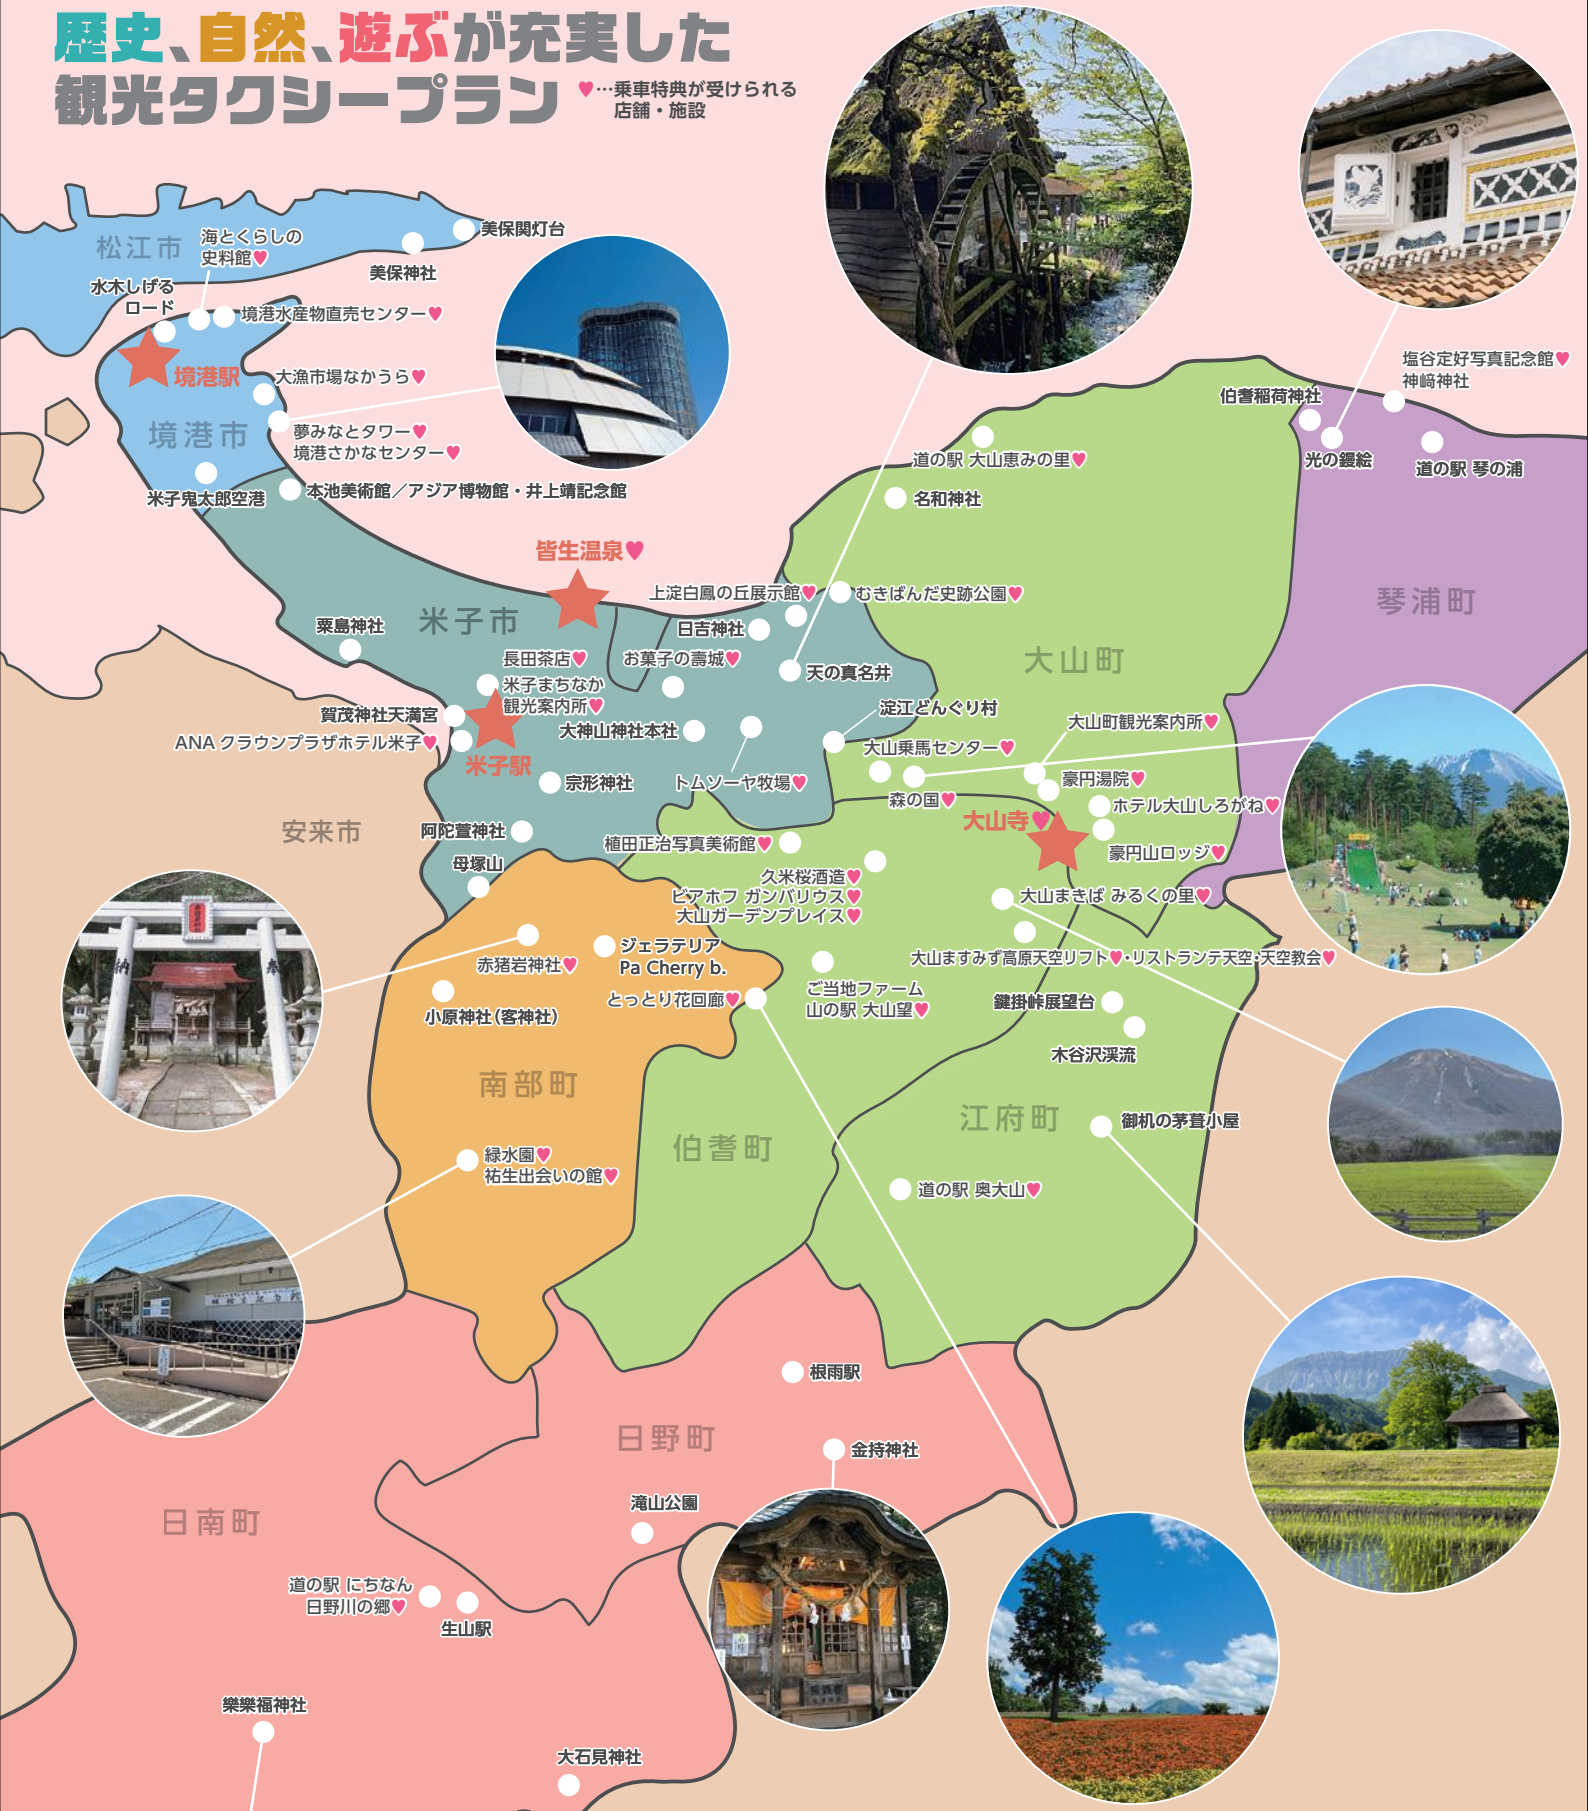 歴史、自然、遊ぶが充実した
観光タクシープラン
♥…乗車特典が受けられる
店舗・施設
松江市
海とくらしの
史料館♥
美保関灯台
美保神社
水木しげる
ロード
境港水産物直売センター♥
境港駅
大漁市場なかうら♥
境港市
夢みなとタワー♥
境港さかなセンター♥
米子鬼太郎空港
本池美術館／アジア博物館・井上靖記念館
塩谷定好写真記念館♥
神﨑神社
伯耆稲荷神社
光の鏝絵
道の駅 琴の浦
道の駅 大山恵みの里♥
名和神社
皆生温泉♥
上淀白鳳の丘展示館♥
むきばんだ史跡公園♥
琴浦町
粟島神社
米子市
日吉神社
長田茶店♥
お菓子の壽城♥
大山町
天の真名井
米子まちなか
観光案内所♥
賀茂神社天満宮
淀江どんぐり村
大神山神社本社
大山町観光案内所♥
ANA クラウンプラザホテル米子♥
米子駅
大山乗馬センター♥
宗形神社
トムソーヤ牧場♥
豪円湯院♥
森の国♥
ホテル大山しろがね♥
大山寺♥
安来市
阿陀萱神社
植田正治写真美術館♥
豪円山ロッジ♥
母塚山
久米桜酒造♥
ビアホフ ガンバリウス♥
大山ガーデンプレイス♥
大山まきば みるくの里♥
赤猪岩神社♥
ジェラテリア
Pa Cherry b.
大山ますみず高原天空リフト♥・リストランテ天空・天空教会♥
とっとり花回廊♥
ご当地ファーム
山の駅 大山望♥
小原神社（客神社）
鍵掛峠展望台
木谷沢渓流
南部町
江府町
御机の茅葺小屋
伯耆町
緑水園♥
祐生出会いの館♥
道の駅 奥大山♥
根雨駅
日野町
金持神社
日南町
滝山公園
道の駅 にちなん
日野川の郷♥
生山駅
樂樂福神社
大石見神社